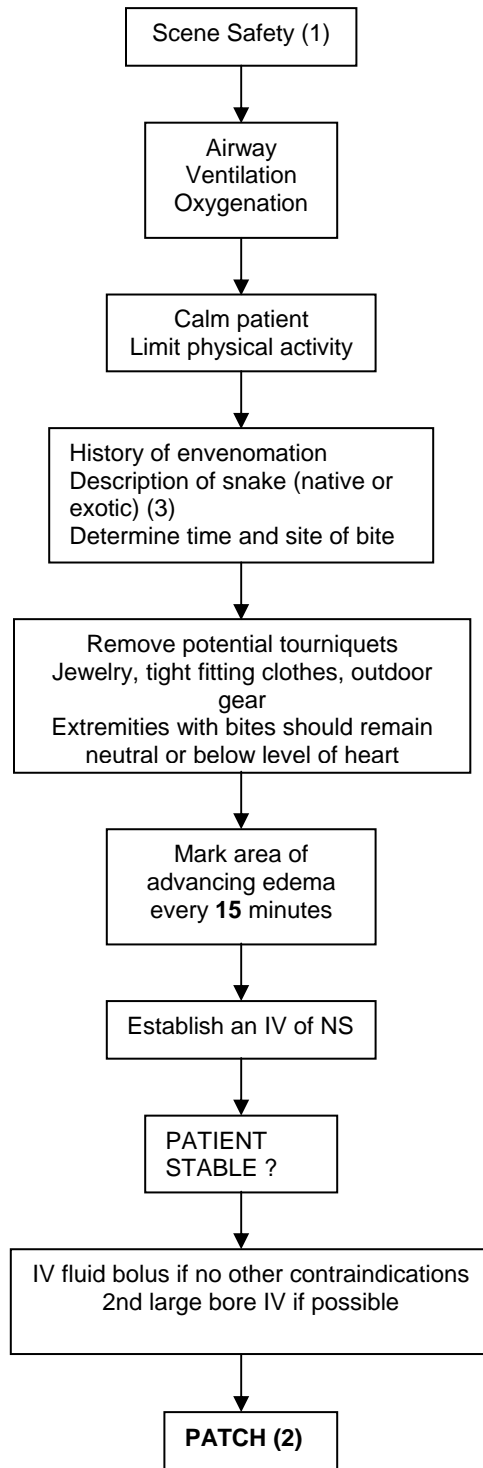 Scene Safety (1)
Airway
Ventilation
Oxygenation
Calm patient
Limit physical activity
History of envenomation
Description of snake (native or
exotic) (3)
Determine time and site of bite
Remove potential tourniquets
Jewelry, tight fitting clothes, outdoor
gear
Extremities with bites should remain
neutral or below level of heart
Mark area of
advancing edema
every 15 minutes
Establish an IV of NS
PATIENT
STABLE ?
IV fluid bolus if no other contraindications
2nd large bore IV if possible
PATCH (2)